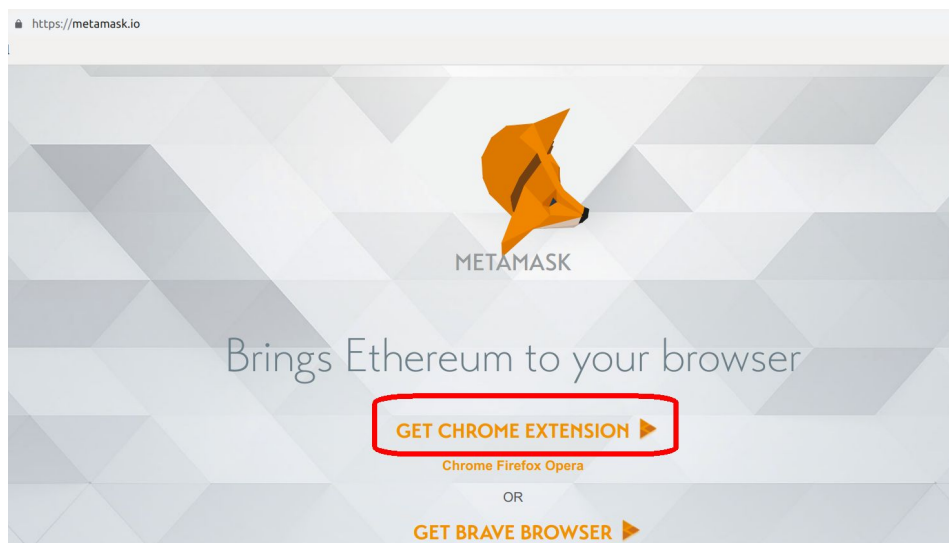 https://metamask.io
METAMASK
Brings Ethereum to your browser
GET CHROME EXTENSION
Chrome Firefox Opera
OR
GET BRAVE BROWSER